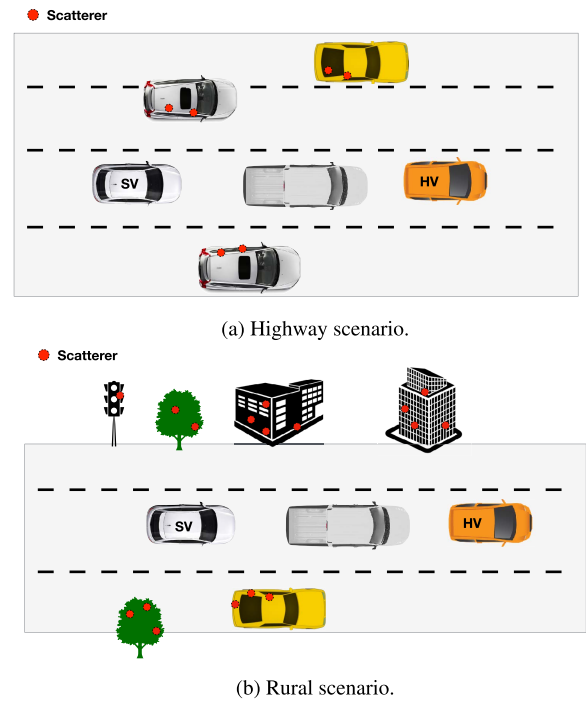 Scatterer
SV
HV
(a) Highway scenario.
Scatterer
SV
HV
(b) Rural scenario.